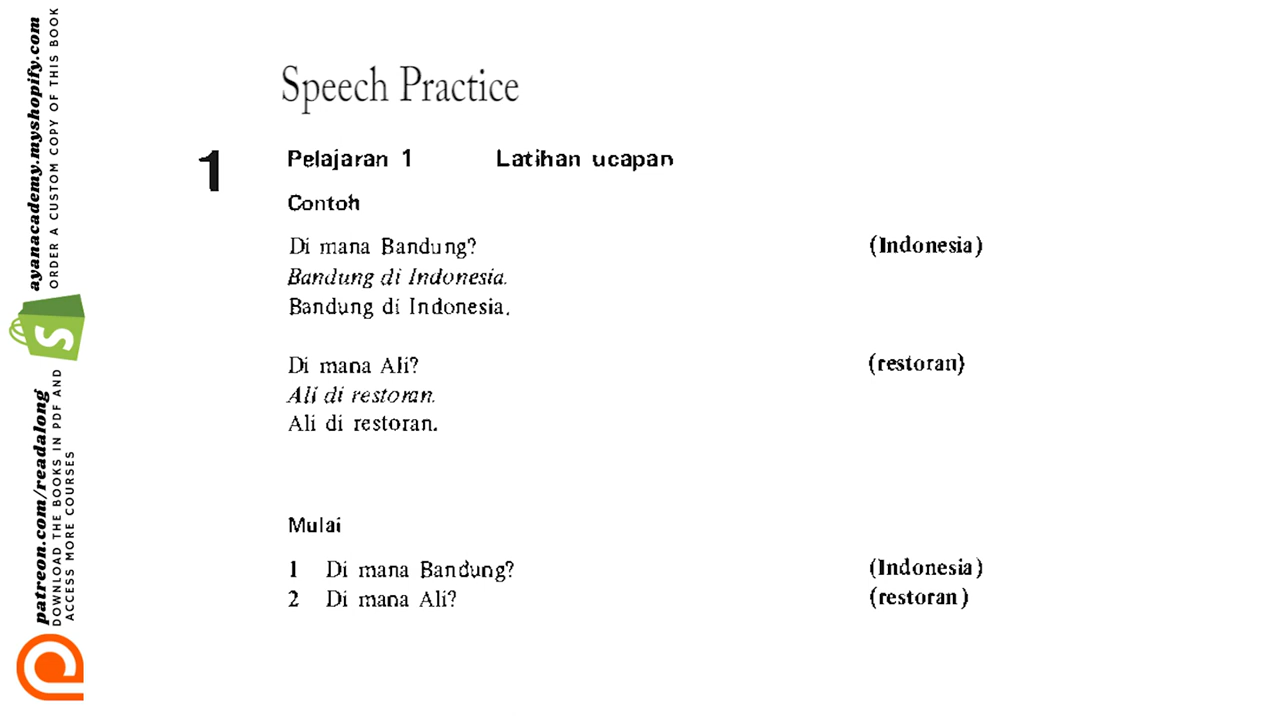 Speech Practice
1 Pelajaran 1 Latihan ucapan
Contoh
Di mana Bandung? (Indonesia)
Bandung di Indonesia.
Bandung di Indonesia.
Di mana Ali? (restoran)
Ali di restoran.
Ali di restoran.
Mulai
1 Di mana Bandung? (Indonesia)
2 Di mana Ali? (restoran)
ayanacademy.myshopify.com
ORDER A CUSTOM COPY OF THIS BOOK
patreon.com/readalong
DOWNLOAD THE BOOKS IN PDF AND
ACCESS MORE COURSES